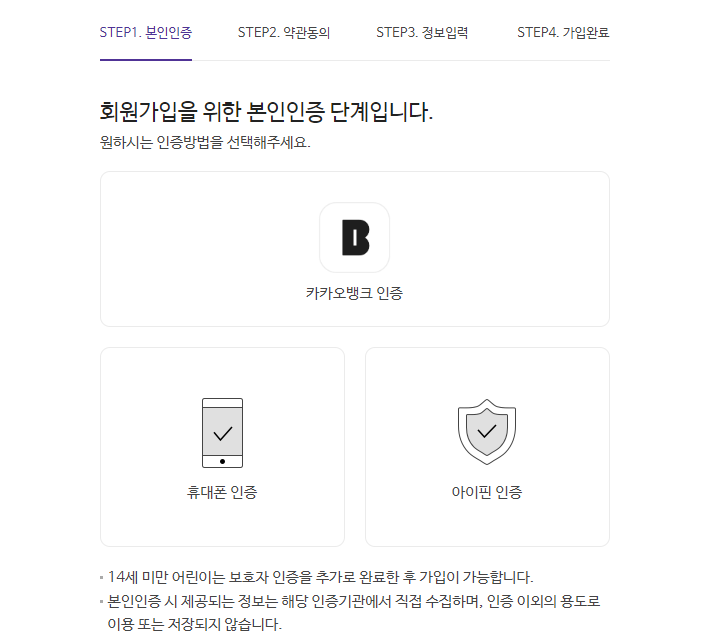 STEP1. 본인인증 STEP2. 약관동의 STEP3. 정보입력 STEP4. 가입완료
회원가입을 위한 본인인증 단계입니다.
원하시는 인증방법을 선택해주세요.
B
카카오뱅크 인증
휴대폰 인증 아이핀 인증
14세 미만 어린이는 보호자 인증을 추가로 완료한 후 가입이 가능합니다.
본인인증 시 제공되는 정보는 해당 인증기관에서 직접 수집하며, 인증 이외의 용도로
이용 또는 저장되지 않습니다.